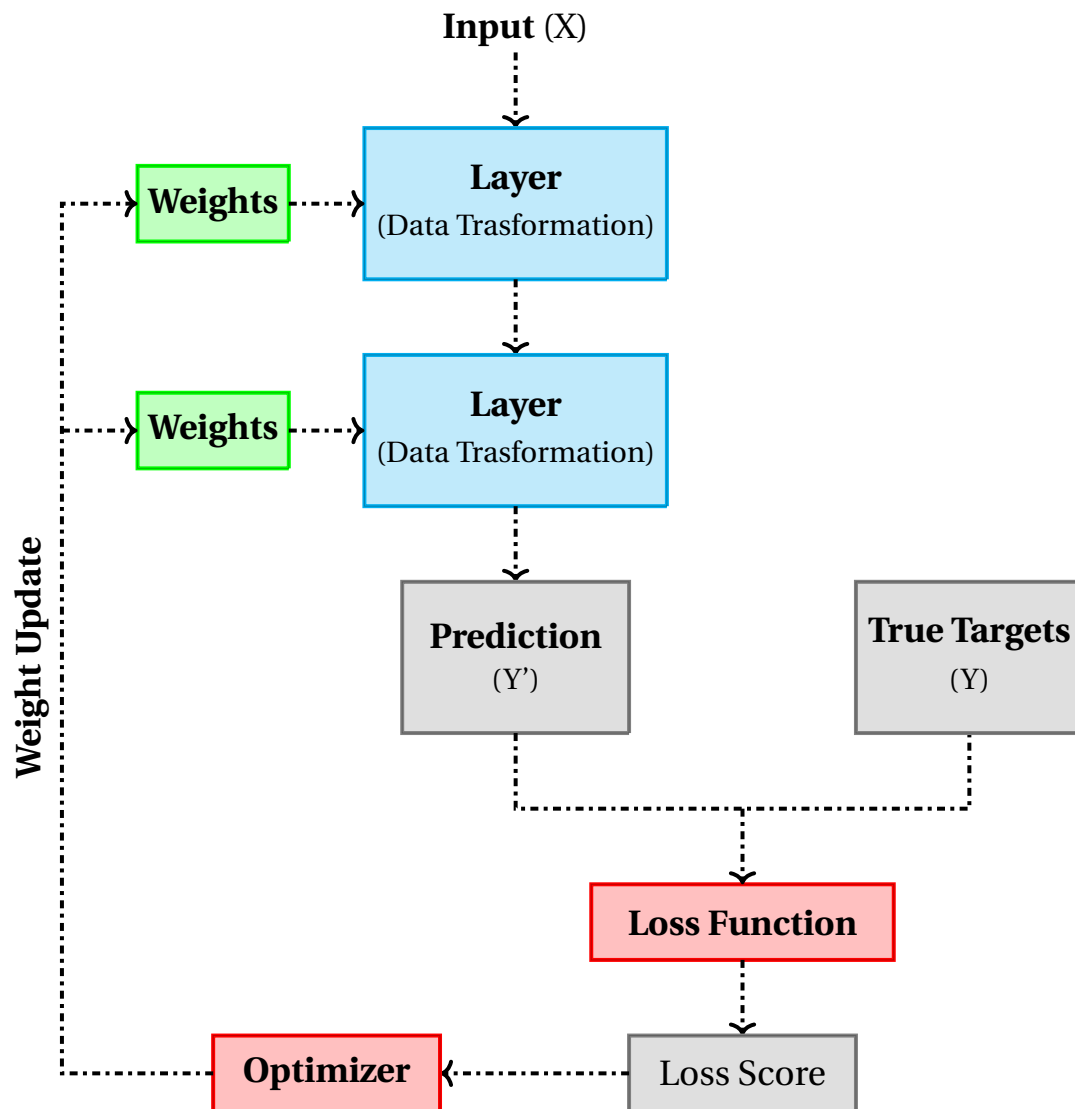 Input (X)
Layer
(Data Trasformation)
Weights
Layer
(Data Trasformation)
Weights
Weight Update
Prediction
(Y’)
True Targets
(Y)
Loss Function
Optimizer
Loss Score